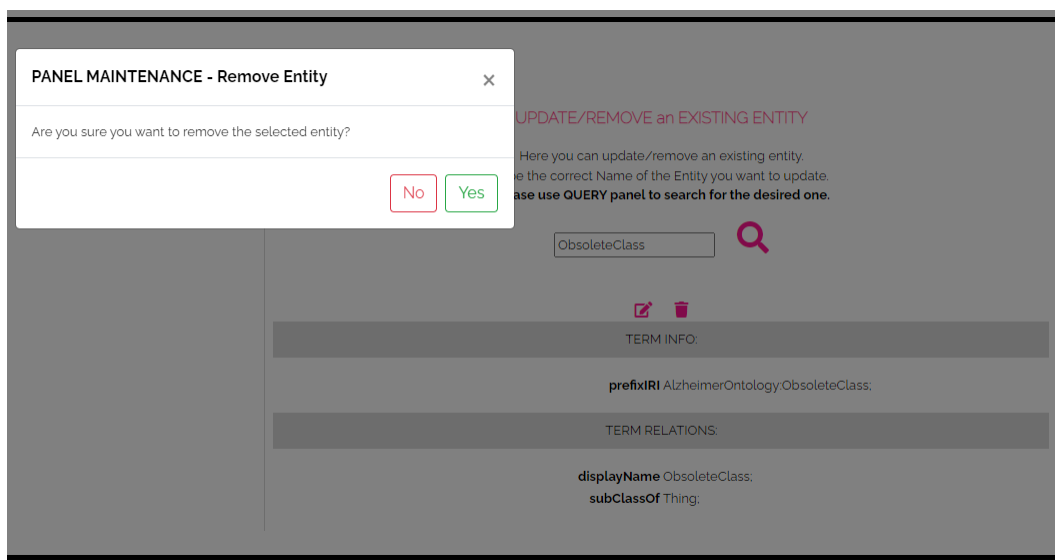 PANEL MAINTENANCE - Remove Entity ×
Are you sure you want to remove the selected entity?
No Yes
UPDATE/REMOVE an EXISTING ENTITY
Here you can update/remove an existing entity.
the correct Name of the Entity you want to update.
use QUERY panel to search for the desired one.
ObsoleteClass
TERM INFO:
prefixIRI AlzheimerOntology:ObsoleteClass;
TERM RELATIONS:
displayName ObsoleteClass;
subClassOf Thing;